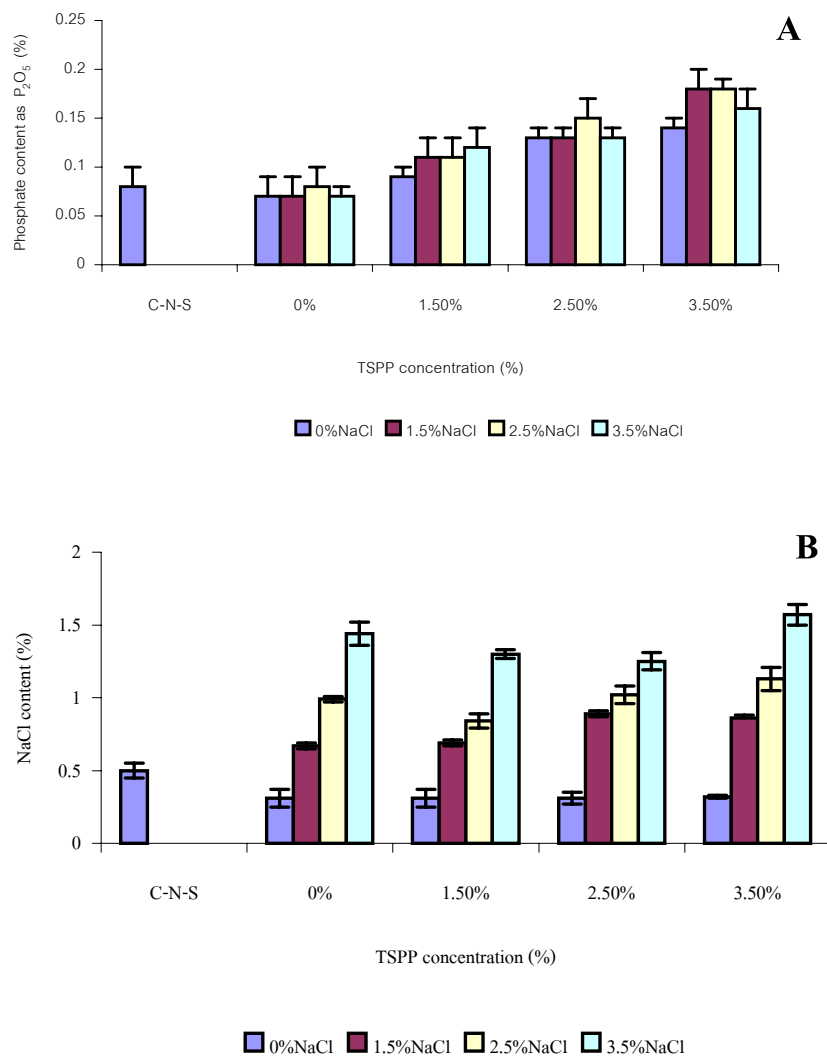 A
Phosphate content as P₂O₅ (%)
0.25
0.2
0.15
0.1
0.05
0
C-N-S 0% 1.50% 2.50% 3.50%
TSPP concentration (%)
0%NaCl 1.5%NaCl 2.5%NaCl 3.5%NaCl
B
NaCl content (%)
2
1.5
1
0.5
0
C-N-S 0% 1.50% 2.50% 3.50%
TSPP concentration (%)
0%NaCl 1.5%NaCl 2.5%NaCl 3.5%NaCl